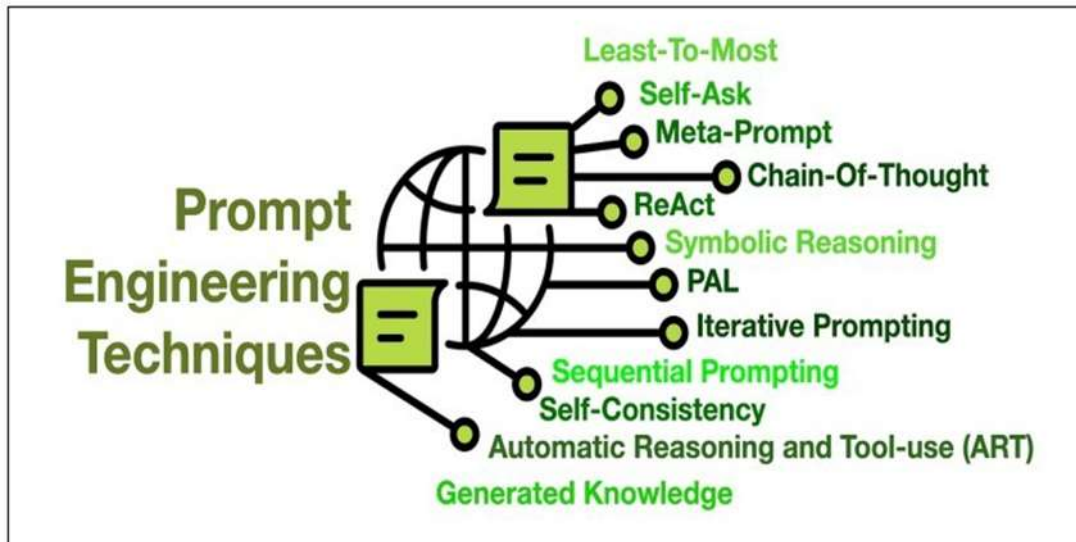 Prompt
Engineering
Techniques
Least-To-Most
Self-Ask
Meta-Prompt
Chain-Of-Thought
ReAct
Symbolic Reasoning
PAL
Iterative Prompting
Sequential Prompting
Self-Consistency
Automatic Reasoning and Tool-use (ART)
Generated Knowledge